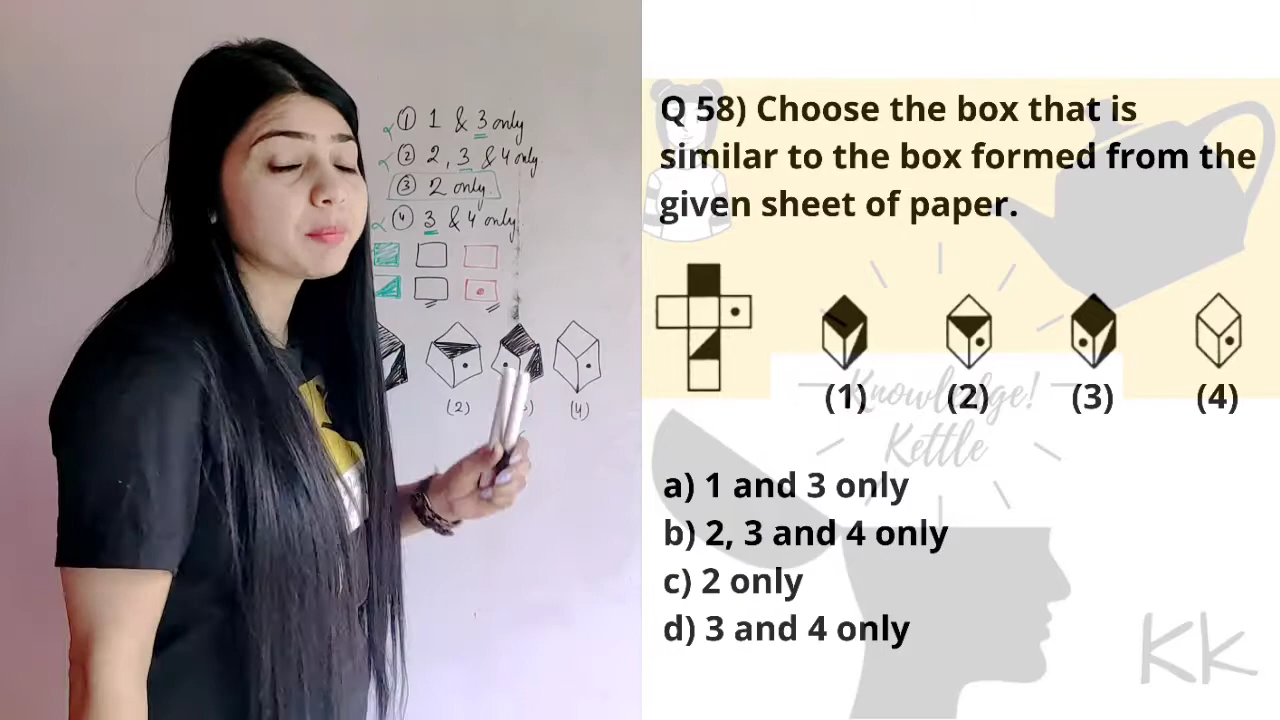 ① 1 & 3 only
② 2, 3 & 4 only
③ 2 only.
④ 3 & 4 only
(2)
(4)
Q 58) Choose the box that is
similar to the box formed from the
given sheet of paper.
(1) (2) (3) (4)
Knowledge!
Kettle
a) 1 and 3 only
b) 2, 3 and 4 only
c) 2 only
d) 3 and 4 only
KK